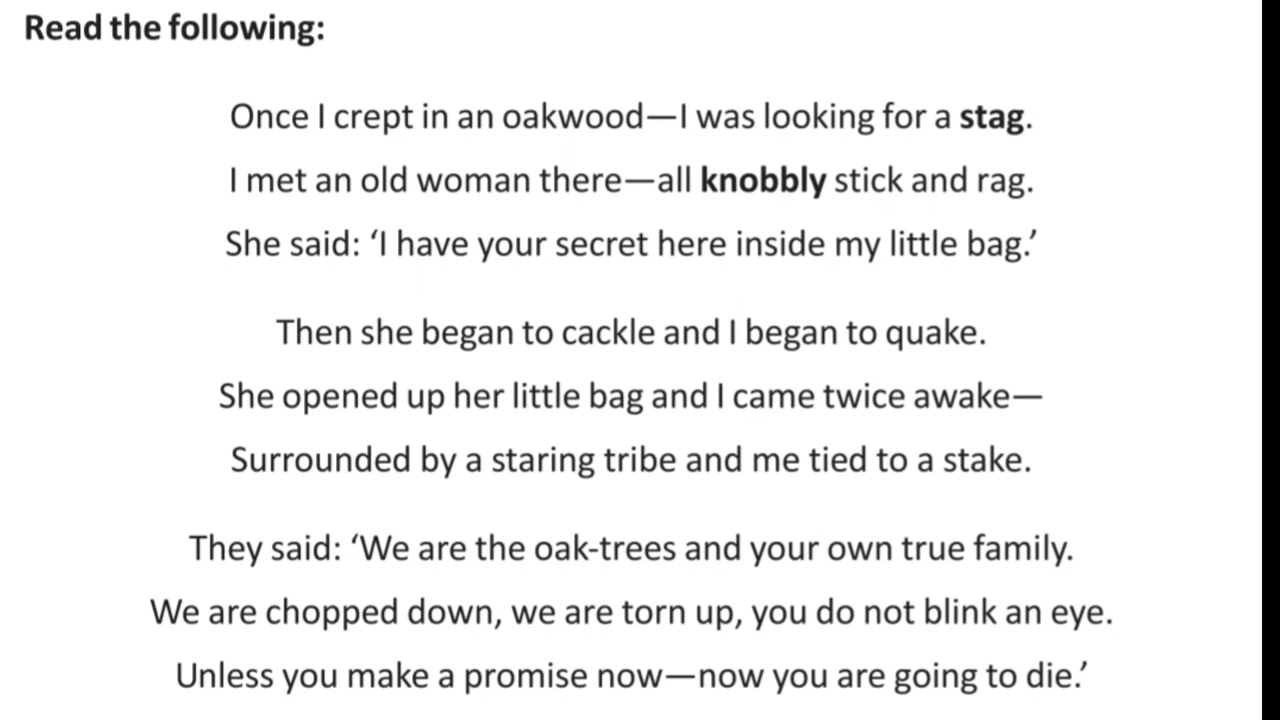 Read the following:
Once I crept in an oakwood—I was looking for a stag.
I met an old woman there—all knobbly stick and rag.
She said: ‘I have your secret here inside my little bag.’
Then she began to cackle and I began to quake.
She opened up her little bag and I came twice awake—
Surrounded by a staring tribe and me tied to a stake.
They said: ‘We are the oak-trees and your own true family.
We are chopped down, we are torn up, you do not blink an eye.
Unless you make a promise now—now you are going to die.’